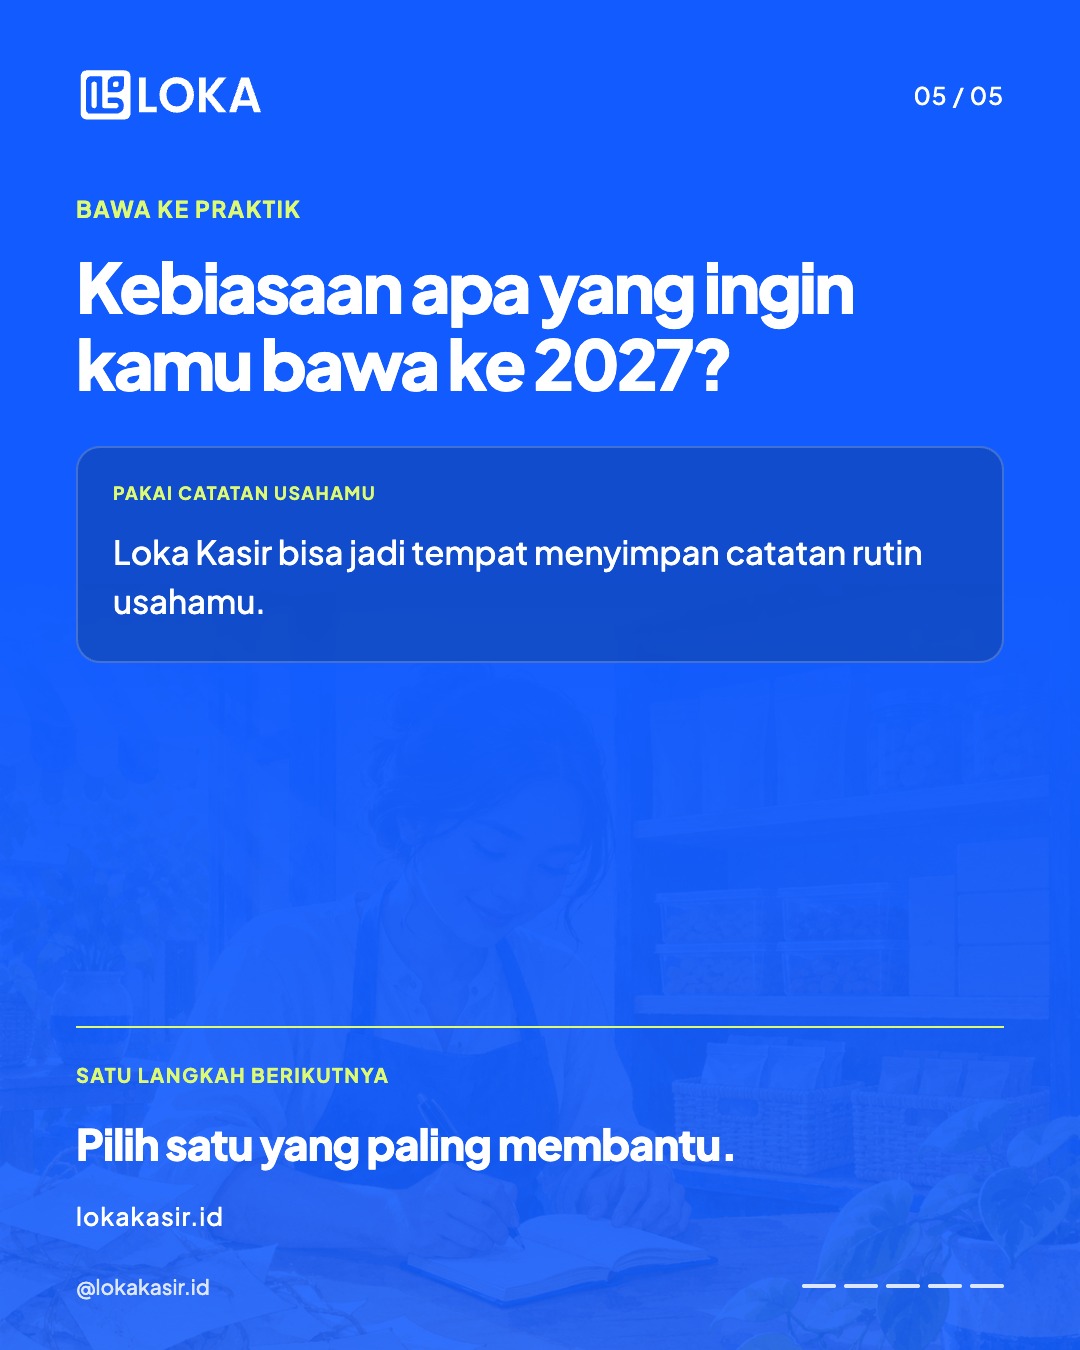 LOKA
05 / 05
BAWA KE PRAKTIK
Kebiasaan apa yang ingin
kamu bawa ke 2027?
PAKAI CATATAN USAHAMU
Loka Kasir bisa jadi tempat menyimpan catatan rutin
usahamu.
SATU LANGKAH BERIKUTNYA
Pilih satu yang paling membantu.
lokakasir.id
@lokakasir.id